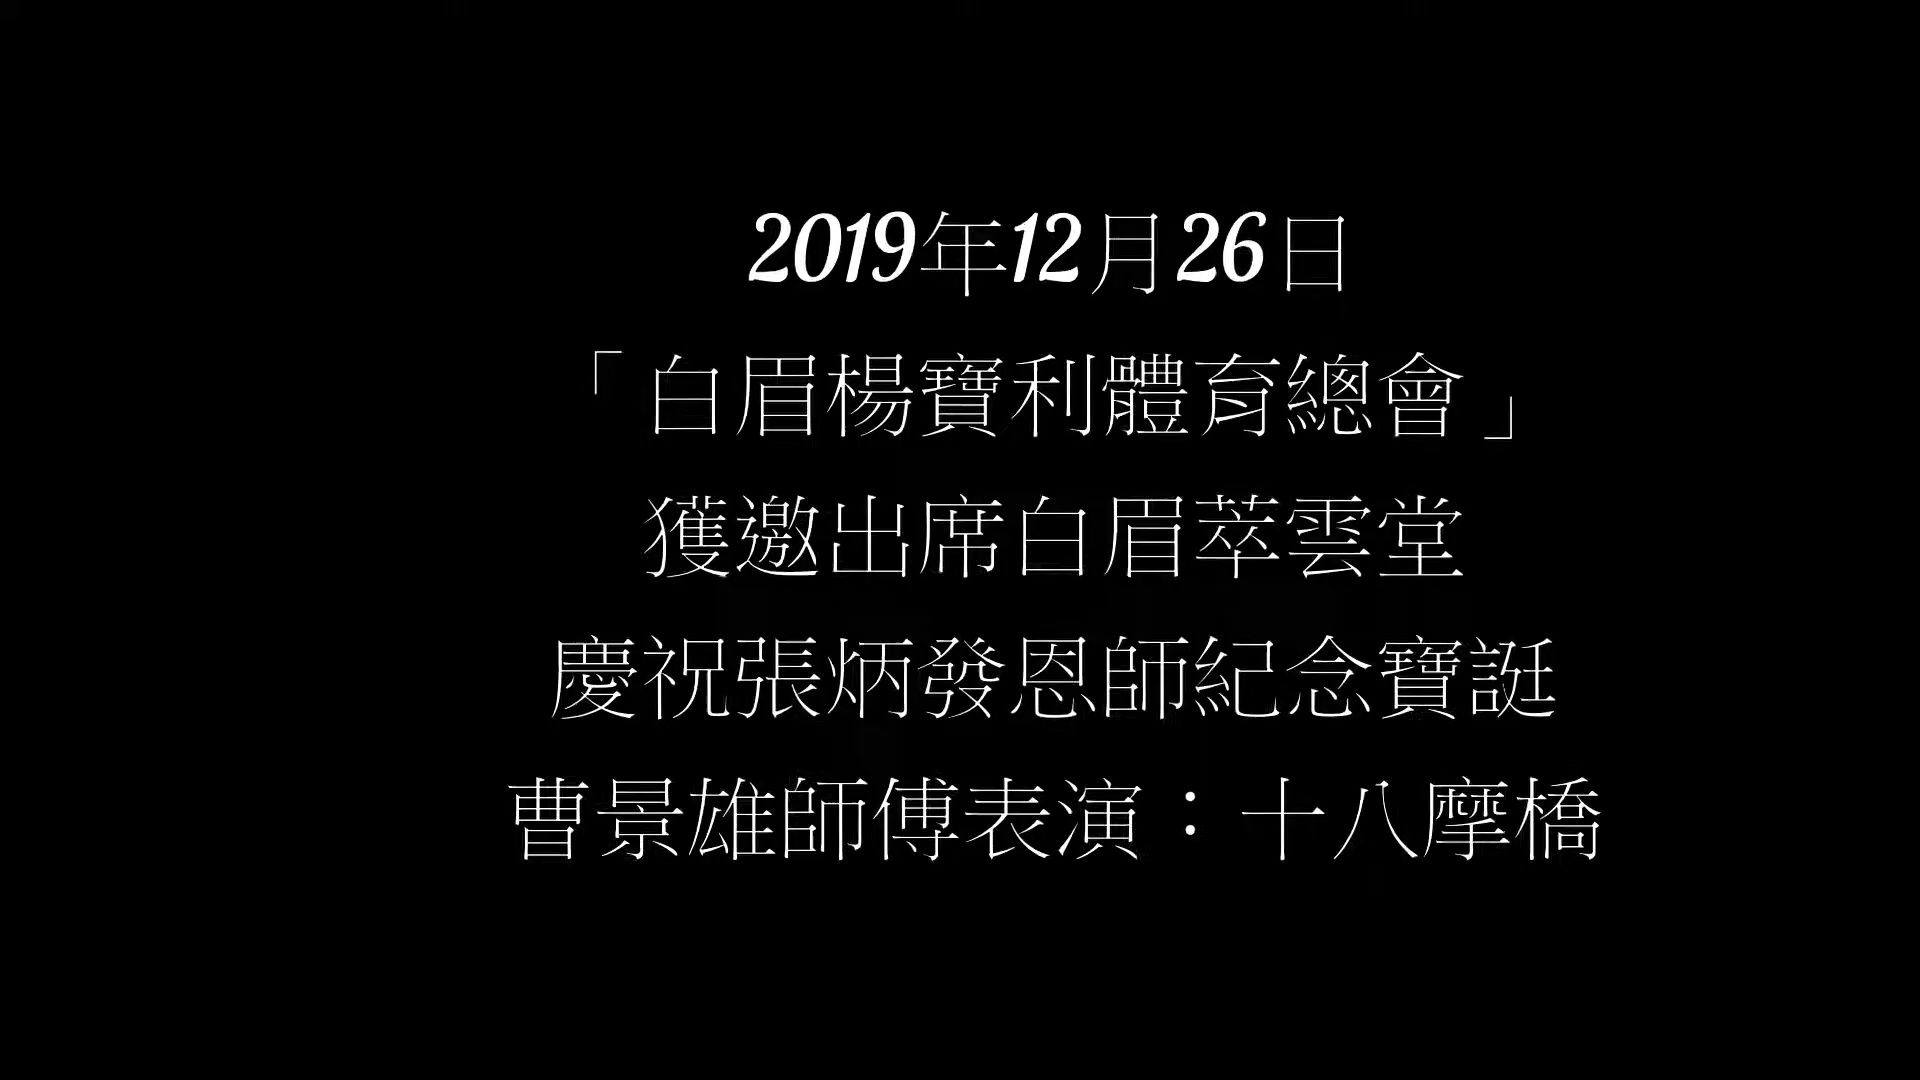 2019年12月26日
「白眉楊寶利體育總會」
獲邀出席白眉萃雲堂
慶祝張炳發恩師紀念寶誕
曹景雄師傅表演：十八摩橋